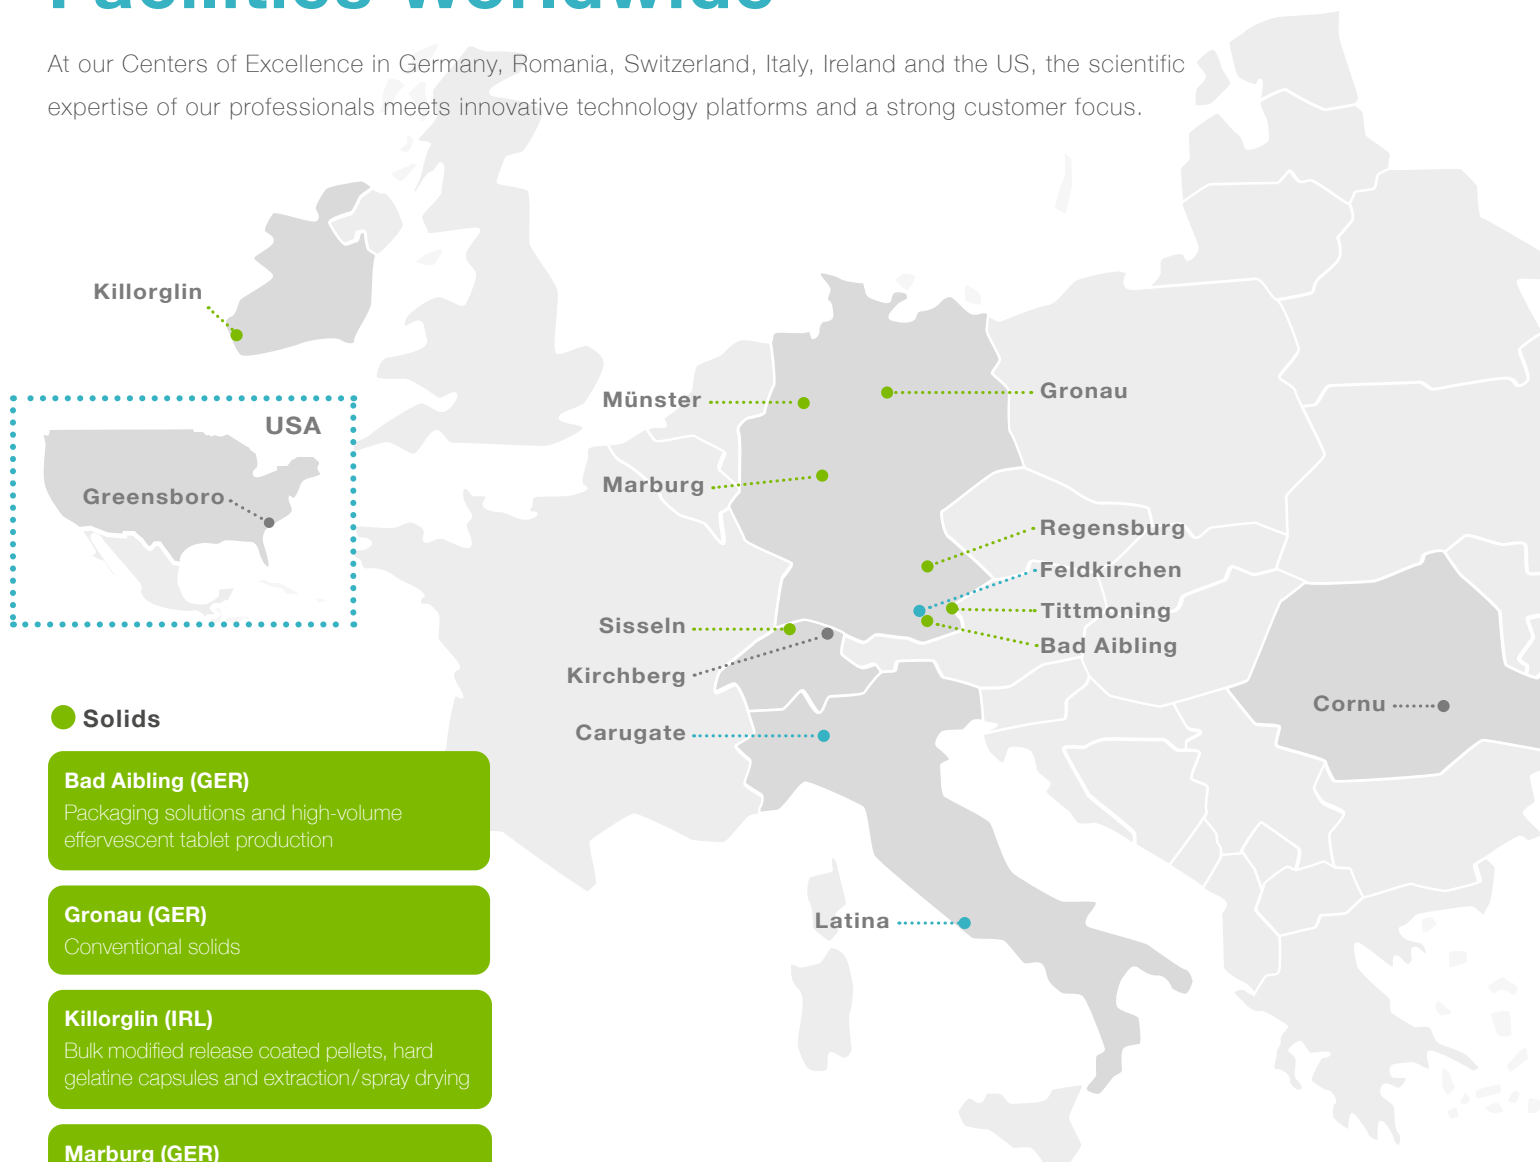 Facilities Worldwide
At our Centers of Excellence in Germany, Romania, Switzerland, Italy, Ireland and the US, the scientific
expertise of our professionals meets innovative technology platforms and a strong customer focus.
Killorglin
USA
Greensboro
Münster
Gronau
Marburg
Regensburg
Feldkirchen
Tittmoning
Bad Aibling
Sisseln
Kirchberg
Carugate
Cornu
Latina
Solids
Bad Aibling (GER)
Packaging solutions and high-volume
effervescent tablet production
Gronau (GER)
Conventional solids
Killorglin (IRL)
Bulk modified release coated pellets, hard
gelatine capsules and extraction/spray drying
Marburg (GER)